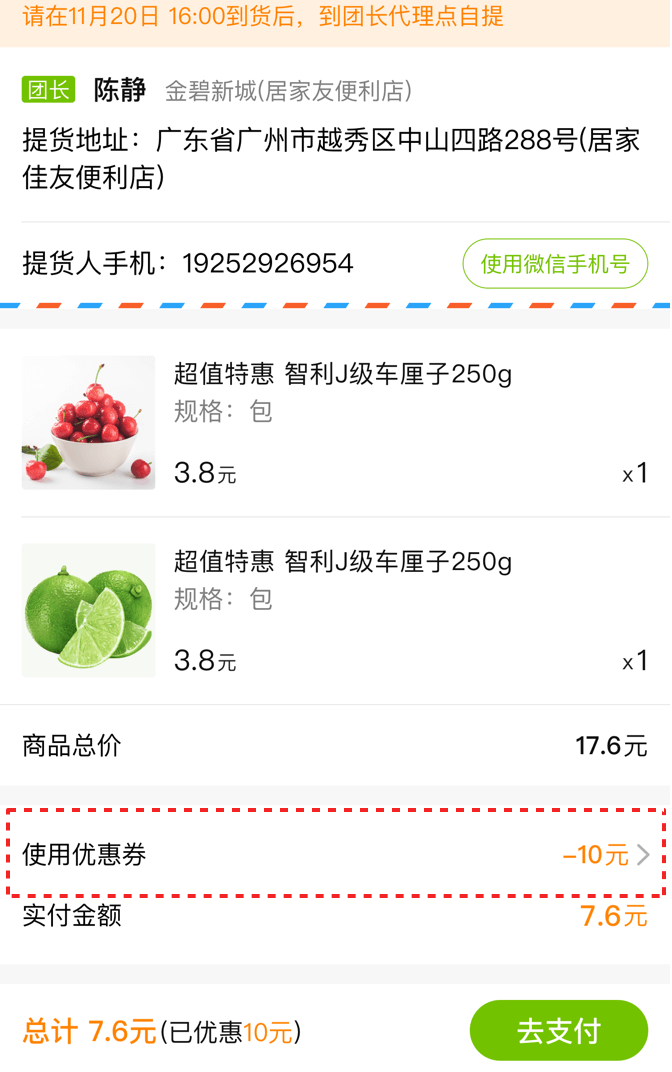 请在11月20日 16:00到货后，到团长代理点自提
团长 陈静 金碧新城(居家友便利店)
提货地址：广东省广州市越秀区中山四路288号(居家
佳友便利店)
提货人手机：19252926954 使用微信手机号
超值特惠 智利J级车厘子250g
规格：包
3.8元 x1
超值特惠 智利J级车厘子250g
规格：包
3.8元 x1
商品总价 17.6元
使用优惠券 –10元
实付金额 7.6元
总计 7.6元(已优惠10元) 去支付